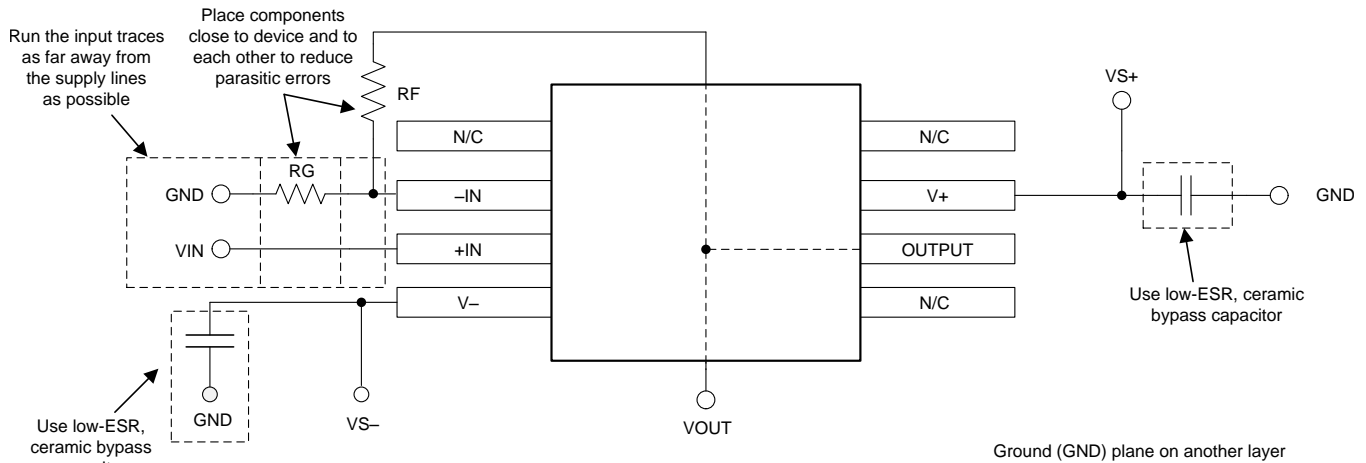 Place components
close to device and to
each other to reduce
parasitic errors
Run the input traces
as far away from
the supply lines
as possible
RF
VS+
N/C
N/C
RG
GND
–IN
V+
GND
VIN
+IN
OUTPUT
V–
N/C
Use low-ESR, ceramic
bypass capacitor
GND
VS–
VOUT
Use low-ESR,
ceramic bypass
Ground (GND) plane on another layer